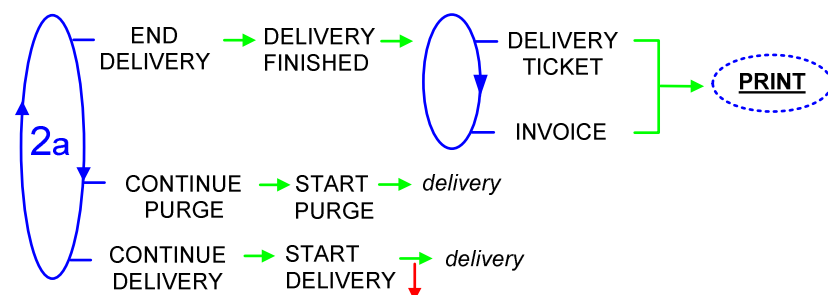 END
DELIVERY
DELIVERY
FINISHED
DELIVERY
TICKET
PRINT
INVOICE
2a
CONTINUE
PURGE
START
PURGE
delivery
CONTINUE
DELIVERY
START
DELIVERY
delivery